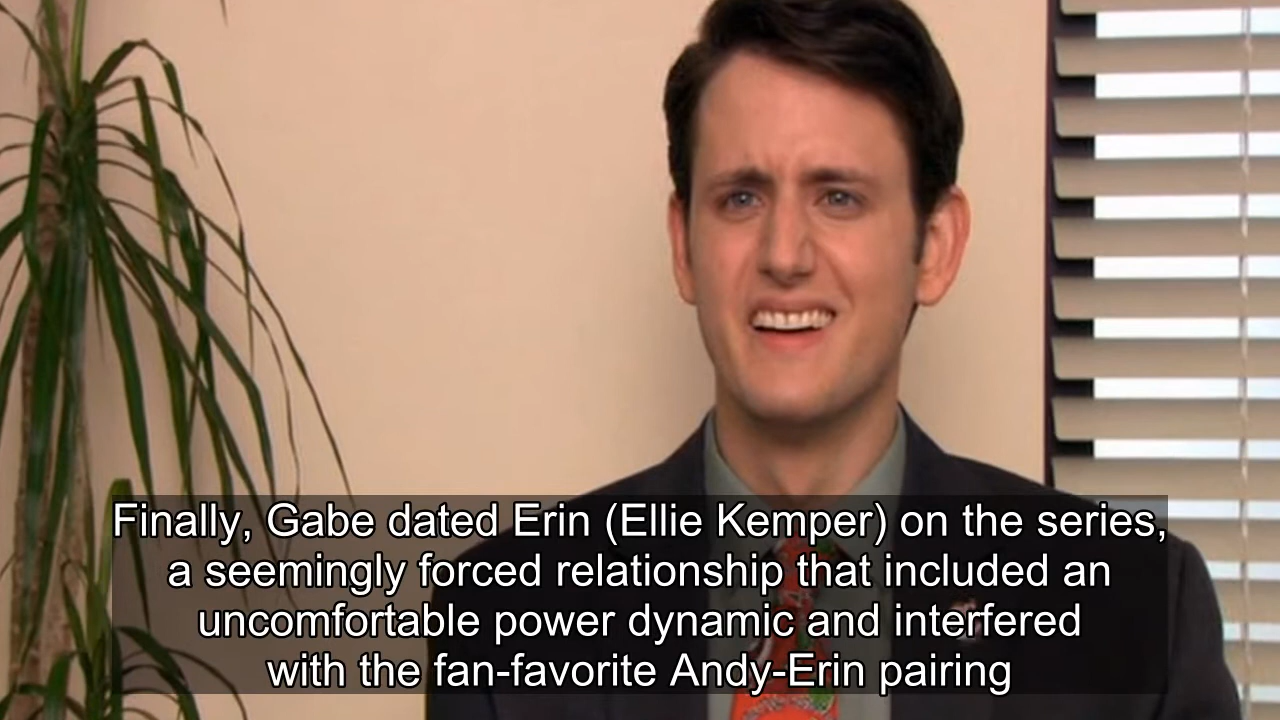 Finally, Gabe dated Erin (Ellie Kemper) on the series,
a seemingly forced relationship that included an
uncomfortable power dynamic and interfered
with the fan-favorite Andy-Erin pairing